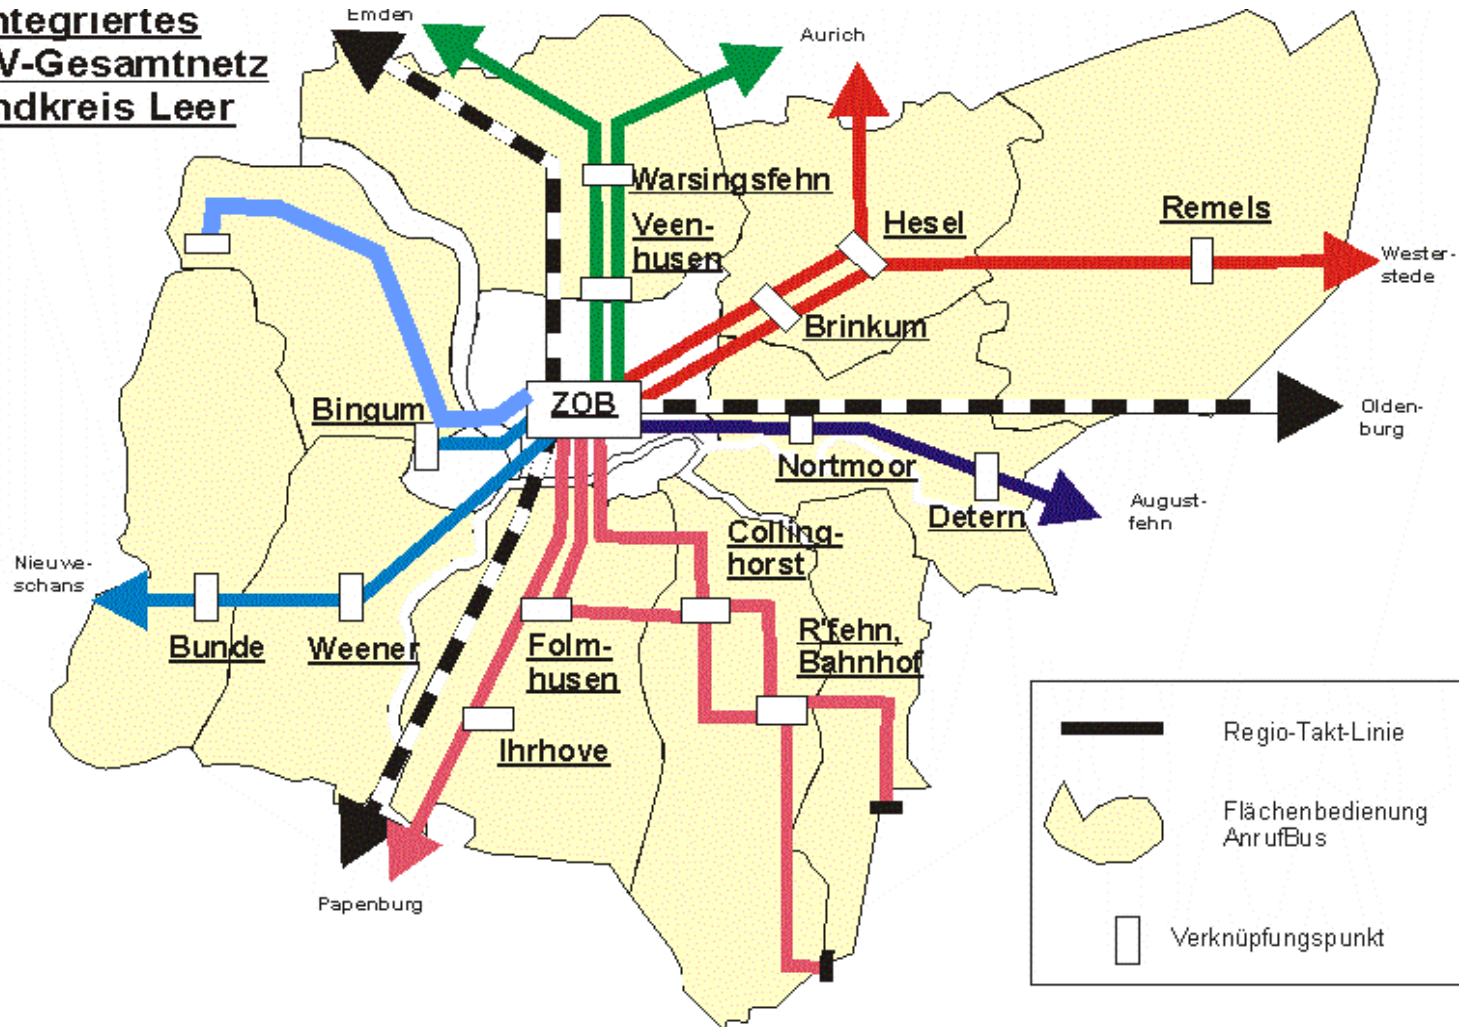 ntegriertes
V-Gesamtnetz
ndkreis Leer
Emden
Aurich
Warsingsfehn
Veen-
husen
Hesel
Remels
Wester-
stede
Brinkum
Bingum
ZOB
Olden-
burg
Nortmoor
Detern
August-
fehn
Colling-
horst
Nieuwe-
schans
Bunde
Weener
Folm-
husen
R'fehn,
Bahnhof
Ihrhove
Papenburg
Regio-Takt-Linie
Flächenbedienung
AnrufBus
Verknüpfungspunkt